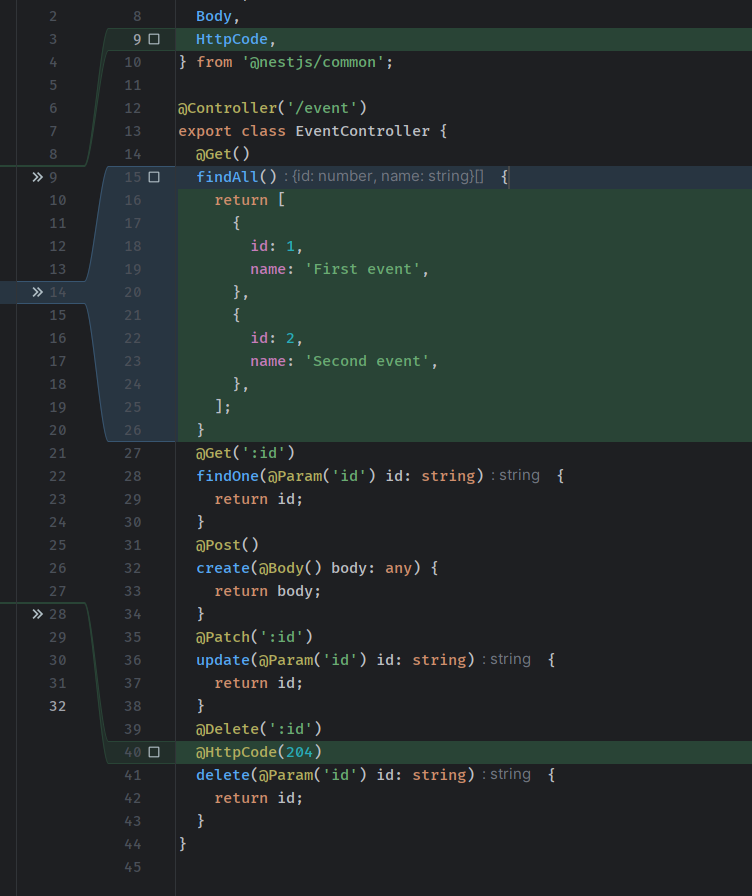 2 8 Body,
3 9 HttpCode,
4 10 } from '@nestjs/common';
5 11
6 12 @Controller('/event')
7 13 export class EventController {
8 14 @Get()
9 15 findAll() : {id: number, name: string}[] {
10 16 return [
11 17 {
12 18 id: 1,
13 19 name: 'First event',
14 20 },
15 21 {
16 22 id: 2,
17 23 name: 'Second event',
18 24 },
19 25 ];
20 26 }
21 27 @Get(':id')
22 28 findOne(@Param('id') id: string) : string {
23 29 return id;
24 30 }
25 31 @Post()
26 32 create(@Body() body: any) {
27 33 return body;
28 34 }
29 35 @Patch(':id')
30 36 update(@Param('id') id: string) : string {
31 37 return id;
32 38 }
39 @Delete(':id')
40 @HttpCode(204)
41 delete(@Param('id') id: string) : string {
42 return id;
43 }
44 }
45